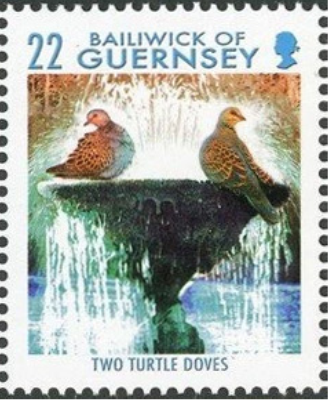 22 BAILIWICK OF
GUERNSEY
TWO TURTLE DOVES